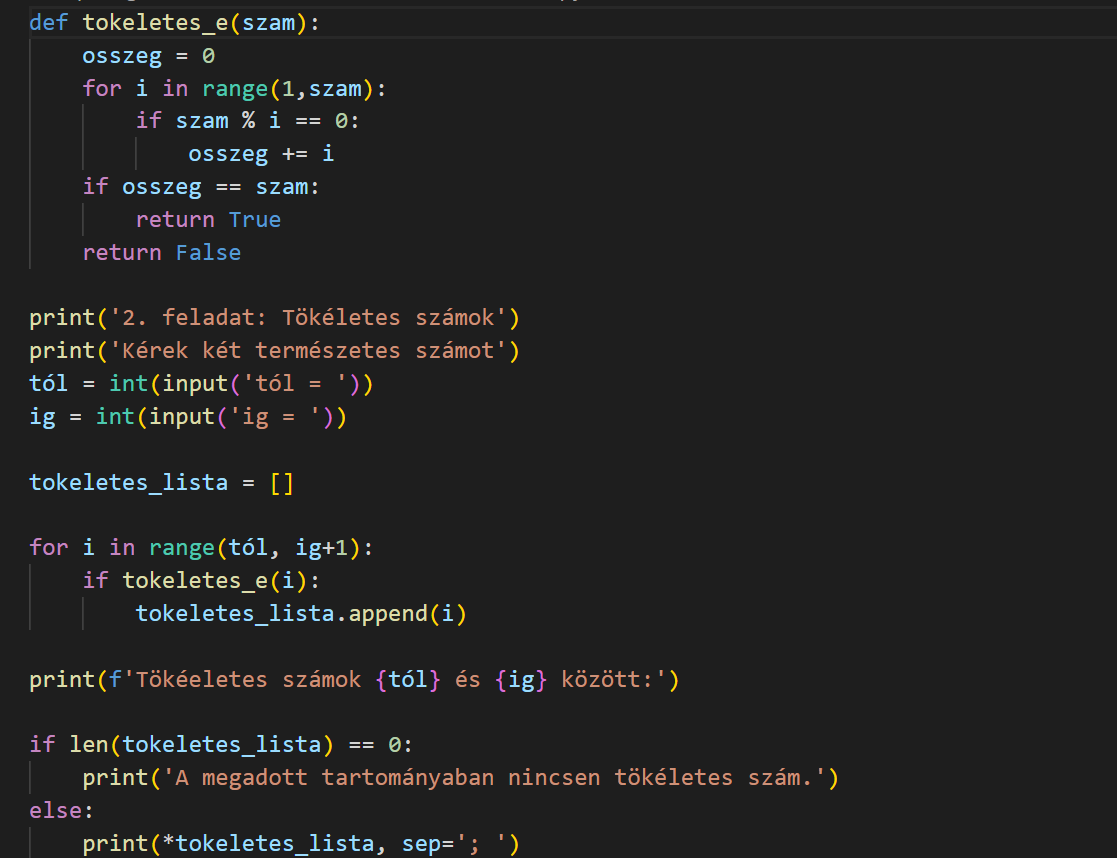 def tokeletes_e(szam):
    osszeg = 0
    for i in range(1,szam):
        if szam % i == 0:
            osszeg += i
    if osszeg == szam:
        return True
    return False

print('2. feladat: Tökéletes számok')
print('Kérek két természetes számot')
tól = int(input('tól = '))
ig = int(input('ig = '))

tokeletes_lista = []

for i in range(tól, ig+1):
    if tokeletes_e(i):
        tokeletes_lista.append(i)

print(f'Tökéeletes számok {tól} és {ig} között:')

if len(tokeletes_lista) == 0:
    print('A megadott tartományaban nincsen tökéletes szám.')
else:
    print(*tokeletes_lista, sep='; ')